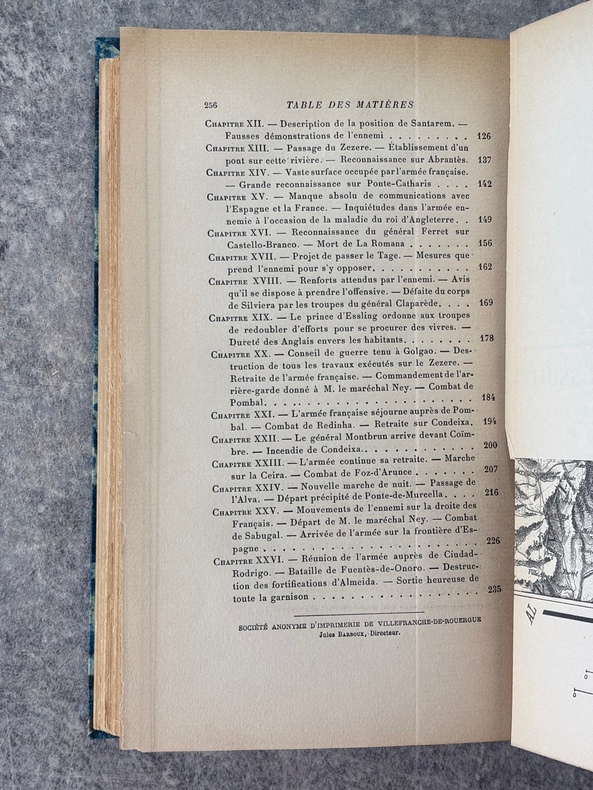 256 TABLE DES MATIÈRES
CHAPITRE XII. — Description de la position de Santarem. —
Fausses démonstrations de l'ennemi . . . . . . . . . 126
CHAPITRE XIII. — Passage du Zezere. — Établissement d'un
pont sur cette rivière. — Reconnaissance sur Abrantès. 137
CHAPITRE XIV. — Vaste surface occupée par l'armée française.
— Grande reconnaissance sur Ponte-Catharis . . . . 142
CHAPITRE XV. — Manque absolu de communications avec
l'Espagne et la France. — Inquiétudes dans l'armée en-
nemie à l'occasion de la maladie du roi d'Angleterre. . 149
CHAPITRE XVI. — Reconnaissance du général Ferret sur
Castello-Branco. — Mort de La Romana . . . . . . . 156
CHAPITRE XVII. — Projet de passer le Tage. — Mesures que
prend l'ennemi pour s'y opposer. . . . . . . . . . . 162
CHAPITRE XVIII. — Renforts attendus par l'ennemi. — Avis
qu'il se dispose à prendre l'offensive. — Défaite du corps
de Silviera par les troupes du général Claparède. . . . 169
CHAPITRE XIX. — Le prince d'Essling ordonne aux troupes
de redoubler d'efforts pour se procurer des vivres. —
Dureté des Anglais envers les habitants. . . . . . . . 178
CHAPITRE XX. — Conseil de guerre tenu à Golgao. — Des-
truction de tous les travaux exécutés sur le Zezere. —
Retraite de l'armée française. — Commandement de l'ar-
rière-garde donné à M. le maréchal Ney. — Combat de
Pombal. . . . . . . . . . . . . . . . . . . . . . . 184
CHAPITRE XXI. — L'armée française séjourne auprès de Pom-
bal. — Combat de Redinha. — Retraite sur Condeixa. 194
CHAPITRE XXII. — Le général Montbrun arrive devant Coïm-
bre. — Incendie de Condeixa. . . . . . . . . . . . . 200
CHAPITRE XXIII. — L'armée continue sa retraite. — Marche
sur la Ceira. — Combat de Foz-d'Arunce . . . . . . . 207
CHAPITRE XXIV. — Nouvelle marche de nuit. — Passage de
l'Alva. — Départ précipité de Ponte-de-Murcella. . . . 216
CHAPITRE XXV. — Mouvements de l'ennemi sur la droite des
Français. — Départ de M. le maréchal Ney. — Combat
de Sabugal. — Arrivée de l'armée sur la frontière d'Es-
pagne . . . . . . . . . . . . . . . . . . . . . . . 226
CHAPITRE XXVI. — Réunion de l'armée auprès de Ciudad-
Rodrigo. — Bataille de Fuentès-de-Onoro. — Destruc-
tion des fortifications d'Almeida. — Sortie heureuse de
toute la garnison . . . . . . . . . . . . . . . . . . 235
SOCIÉTÉ ANONYME D'IMPRIMERIE DE VILLEFRANCHE-DE-ROUERGUE
Jules BARDOUX, Directeur.